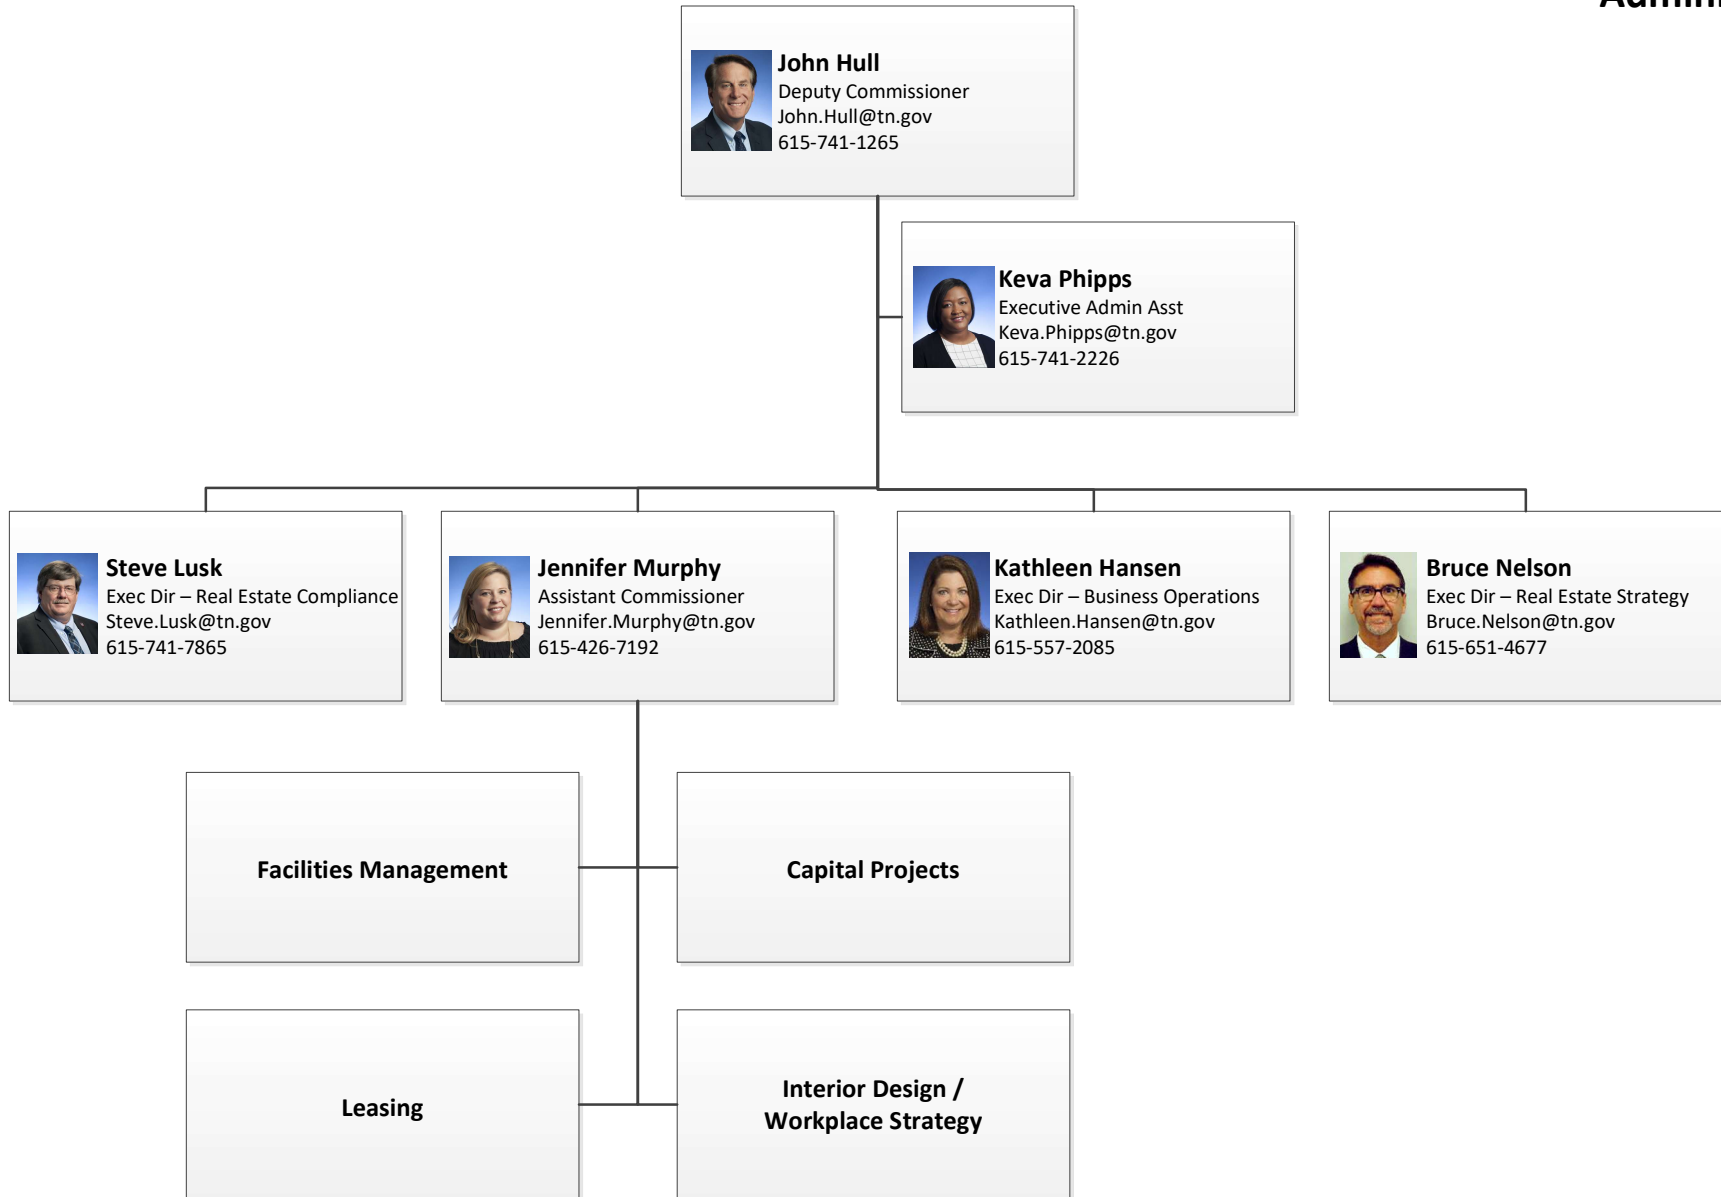 John Hull
Deputy Commissioner
John.Hull@tn.gov
615-741-1265
Keva Phipps
Executive Admin Asst
Keva.Phipps@tn.gov
615-741-2226
Steve Lusk
Exec Dir – Real Estate Compliance
Steve.Lusk@tn.gov
615-741-7865
Jennifer Murphy
Assistant Commissioner
Jennifer.Murphy@tn.gov
615-426-7192
Kathleen Hansen
Exec Dir – Business Operations
Kathleen.Hansen@tn.gov
615-557-2085
Bruce Nelson
Exec Dir – Real Estate Strategy
Bruce.Nelson@tn.gov
615-651-4677
Facilities Management
Capital Projects
Leasing
Interior Design /
Workplace Strategy